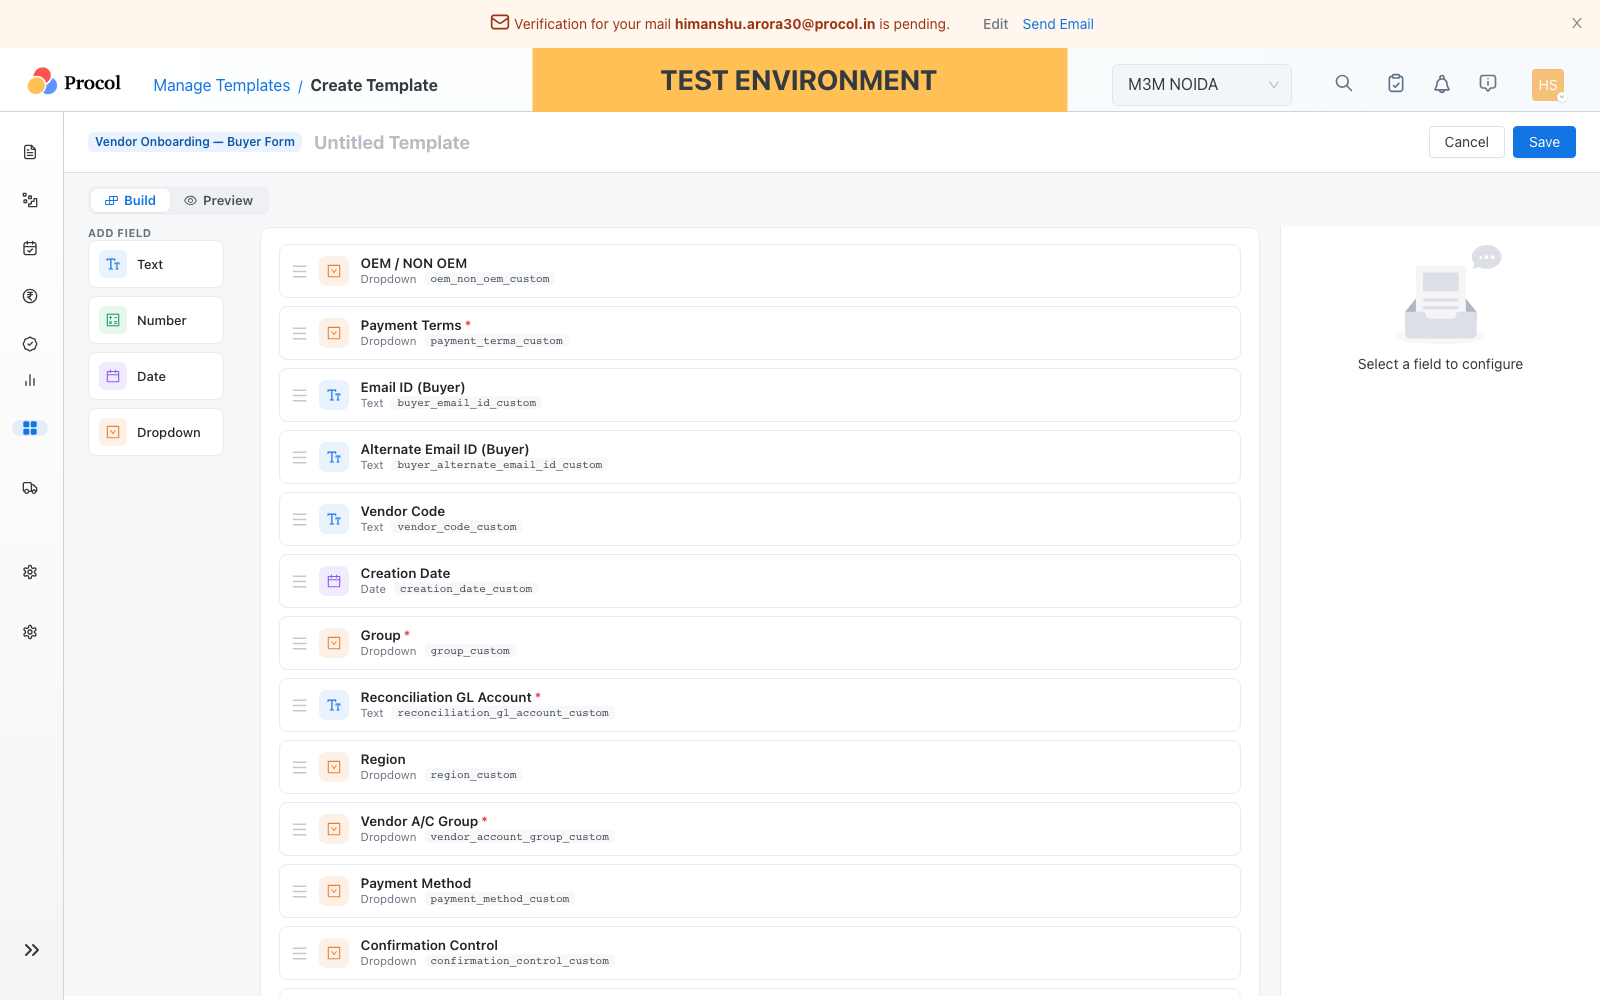 Verification for your mail himanshu.arora30@procol.in is pending. Edit Send Email
Procol
Manage Templates / Create Template
TEST ENVIRONMENT
M3M NOIDA
HS
Vendor Onboarding — Buyer Form
Untitled Template
Cancel
Save
Build
Preview
ADD FIELD
Text
Number
Date
Dropdown
OEM / NON OEM
Dropdown oem_non_oem_custom
Payment Terms *
Dropdown payment_terms_custom
Email ID (Buyer)
Text buyer_email_id_custom
Alternate Email ID (Buyer)
Text buyer_alternate_email_id_custom
Vendor Code
Text vendor_code_custom
Creation Date
Date creation_date_custom
Group *
Dropdown group_custom
Reconciliation GL Account *
Text reconciliation_gl_account_custom
Region
Dropdown region_custom
Vendor A/C Group *
Dropdown vendor_account_group_custom
Payment Method
Dropdown payment_method_custom
Confirmation Control
Dropdown confirmation_control_custom
Select a field to configure